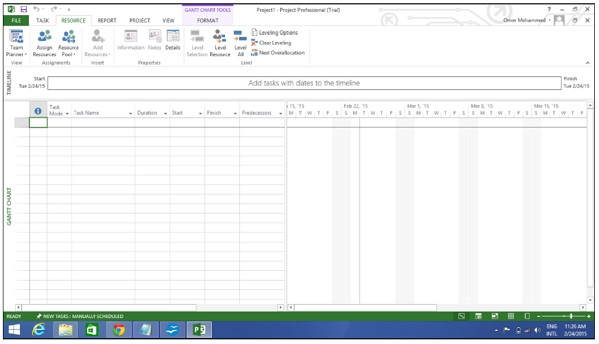 GANTT CHART TOOLS Project1 - Project Professional (Trial)
FILE TASK RESOURCE REPORT PROJECT VIEW FORMAT Omer Mohammed
Team Planner Assign Resources Resource Pool Add Resources Information Notes Details Level Selection Level Resource Level All Leveling Options
Clear Leveling
Next Overallocation
View Assignments Insert Properties Level
TIMELINE
Start
Tue 2/24/15
Add tasks with dates to the timeline
Finish
Tue 2/24/15
Task Mode Task Name Duration Start Finish Predecessors
15, '15 Feb 22, '15 Mar 1, '15 Mar 8, '15 Mar 15, '15
M T W T F S S M T W T F S S M T W T F S S M T W T F S S M T W T F
GANTT CHART
READY NEW TASKS : MANUALLY SCHEDULED
ENG 11:26 AM
INTL 2/24/2015